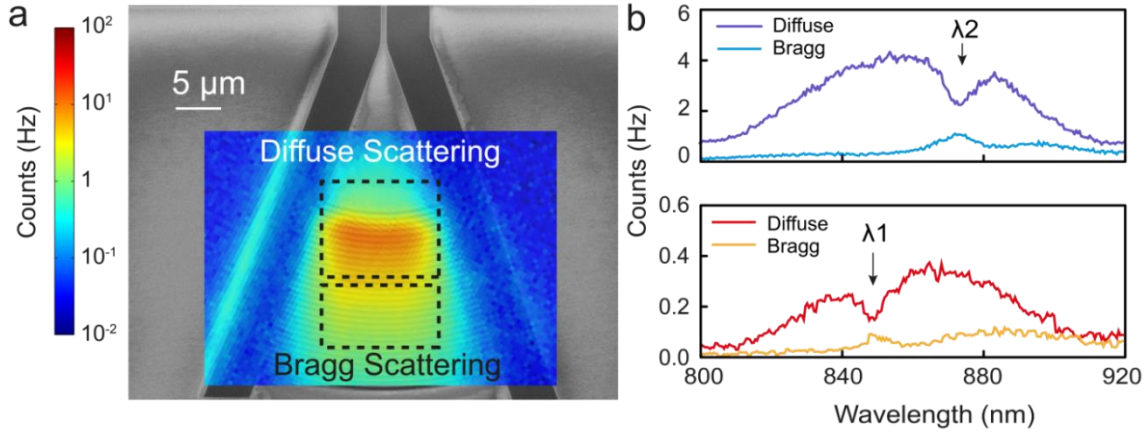 a
Counts (Hz)
10²
10¹
1
10⁻¹
10⁻²
5 μm
Diffuse Scattering
Bragg Scattering
b
Counts (Hz)
6
4
2
0
Diffuse
Bragg
λ2
0.6
0.4
0.2
0.0
Diffuse
Bragg
λ1
800 840 880 920
Wavelength (nm)